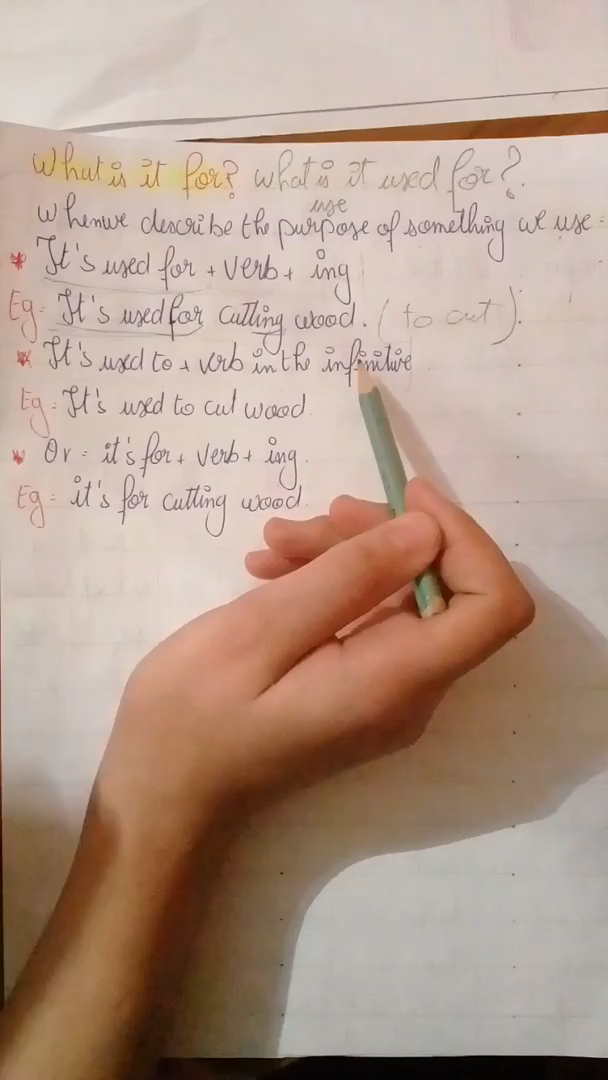 What is it for? what is it used for?
use
whenwe describe the purpose of something we use =
* It's used for + verb + ing
Eg = It's used for cutting wood. (to cut).
* It's used to + verb in the infinitive
Eg = It's used to cut wood.
* Or = it's for + verb + ing.
Eg = it's for cutting wood.